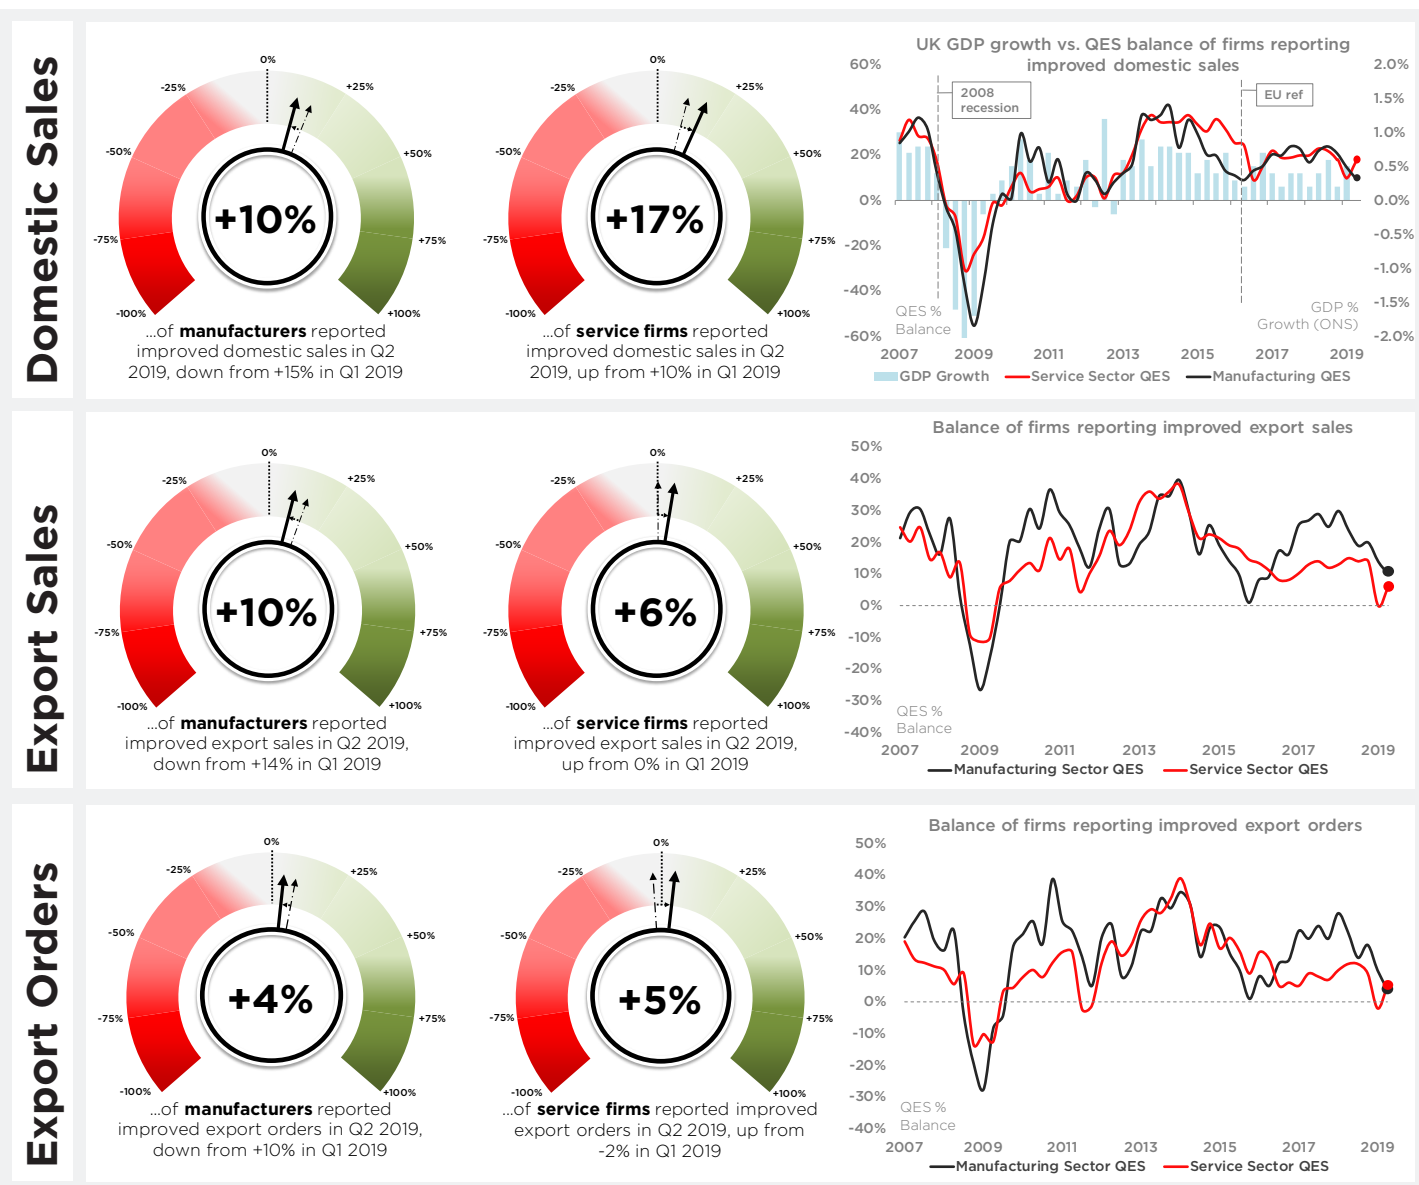 Domestic Sales
0%
-25%
+25%
-50%
+50%
-75%
+75%
-100%
+100%
+10%
...of manufacturers reported
improved domestic sales in Q2
2019, down from +15% in Q1 2019
0%
-25%
+25%
-50%
+50%
-75%
+75%
-100%
+100%
+17%
...of service firms reported
improved domestic sales in Q2
2019, up from +10% in Q1 2019
UK GDP growth vs. QES balance of firms reporting
improved domestic sales
60%
40%
20%
0%
-20%
-40%
-60%
2.0%
1.5%
1.0%
0.5%
0.0%
-0.5%
-1.0%
-1.5%
-2.0%
2008
recession
EU ref
QES %
Balance
GDP %
Growth (ONS)
2007 2009 2011 2013 2015 2017 2019
GDP Growth Service Sector QES Manufacturing QES
Export Sales
0%
-25%
+25%
-50%
+50%
-75%
+75%
-100%
+100%
+10%
...of manufacturers reported
improved export sales in Q2 2019,
down from +14% in Q1 2019
0%
-25%
+25%
-50%
+50%
-75%
+75%
-100%
+100%
+6%
...of service firms reported
improved export sales in Q2 2019,
up from 0% in Q1 2019
Balance of firms reporting improved export sales
50%
40%
30%
20%
10%
0%
-10%
-20%
-30%
-40%
QES %
Balance
2007 2009 2011 2013 2015 2017 2019
Manufacturing Sector QES Service Sector QES
Export Orders
0%
-25%
+25%
-50%
+50%
-75%
+75%
-100%
+100%
+4%
...of manufacturers reported
improved export orders in Q2 2019,
down from +10% in Q1 2019
0%
-25%
+25%
-50%
+50%
-75%
+75%
-100%
+100%
+5%
...of service firms reported improved
export orders in Q2 2019, up from
-2% in Q1 2019
Balance of firms reporting improved export orders
50%
40%
30%
20%
10%
0%
-10%
-20%
-30%
-40%
QES %
Balance
2007 2009 2011 2013 2015 2017 2019
Manufacturing Sector QES Service Sector QES